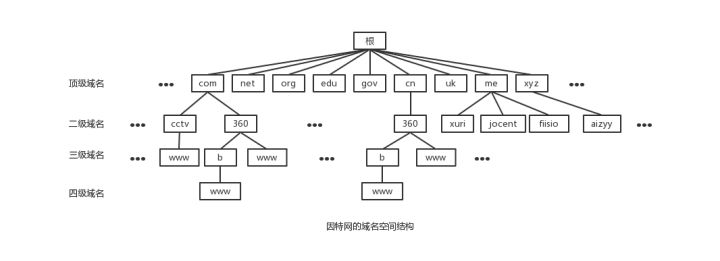 根
顶级域名 ••• com net org edu gov cn uk me xyz •••
二级域名 ••• cctv 360 ••• 360 xuri jocent fiisio aizyy •••
三级域名 ••• www b www ••• b www •••
四级域名 www www
因特网的域名空间结构